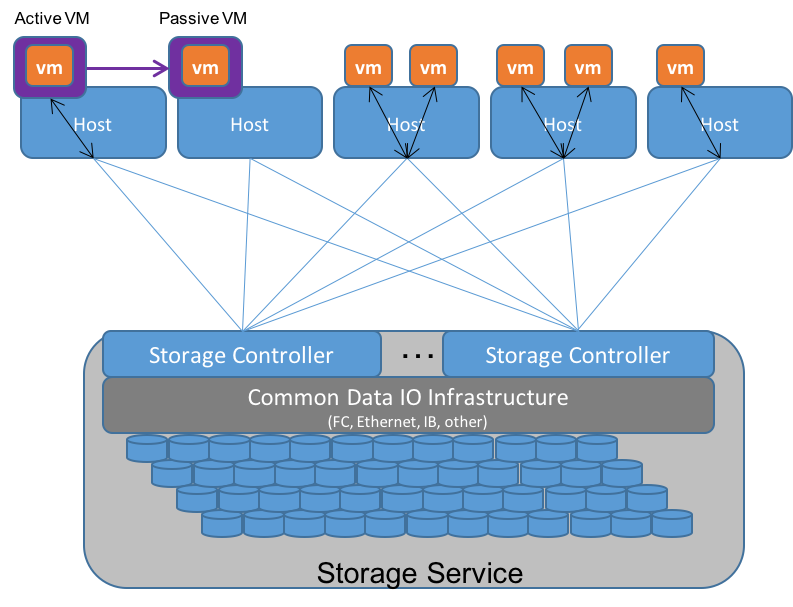 Active VM
Passive VM
vm
vm
vm
vm
vm
vm
vm
Host
Host
Host
Host
Host
Storage Controller
...
Storage Controller
Common Data IO Infrastructure
(FC, Ethernet, IB, other)
Storage Service